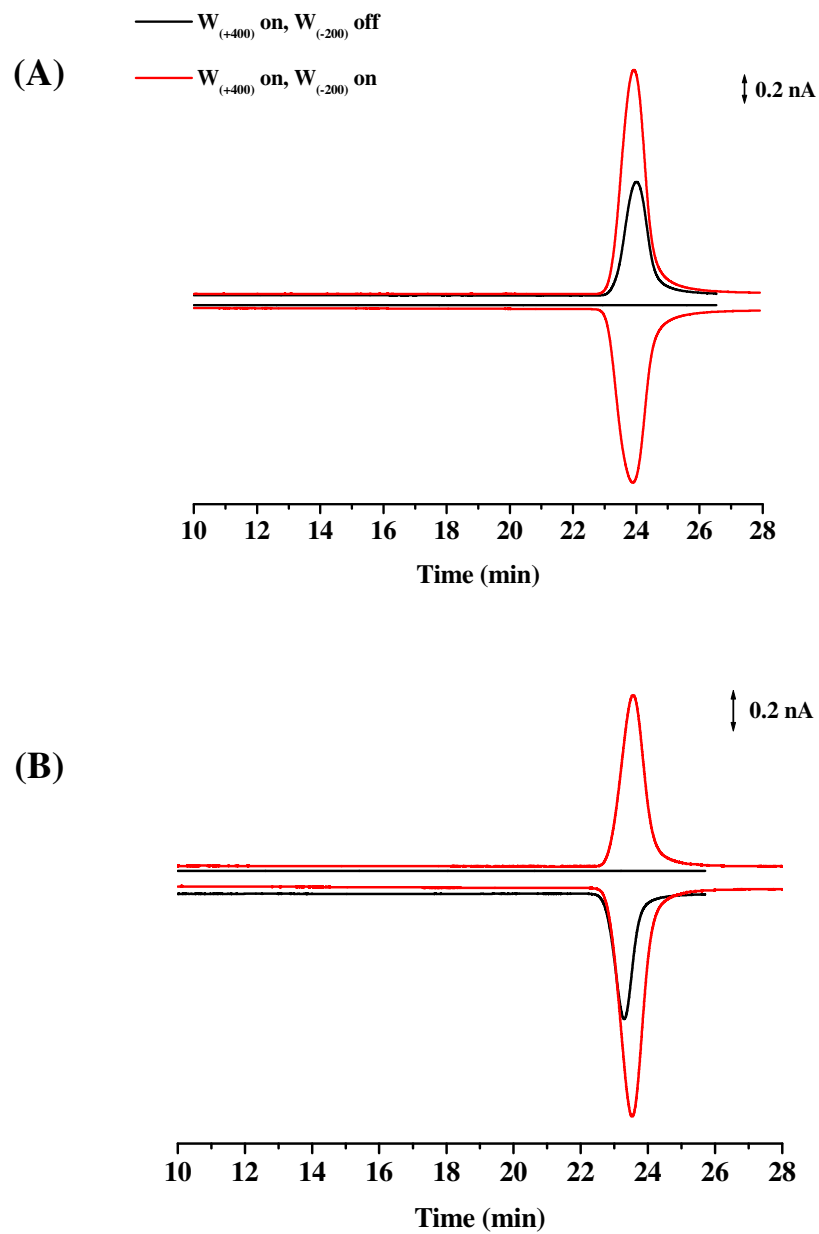 W(+400) on, W(-200) off
(A)
W(+400) on, W(-200) on
0.2 nA
10 12 14 16 18 20 22 24 26 28
Time (min)
0.2 nA
(B)
10 12 14 16 18 20 22 24 26 28
Time (min)